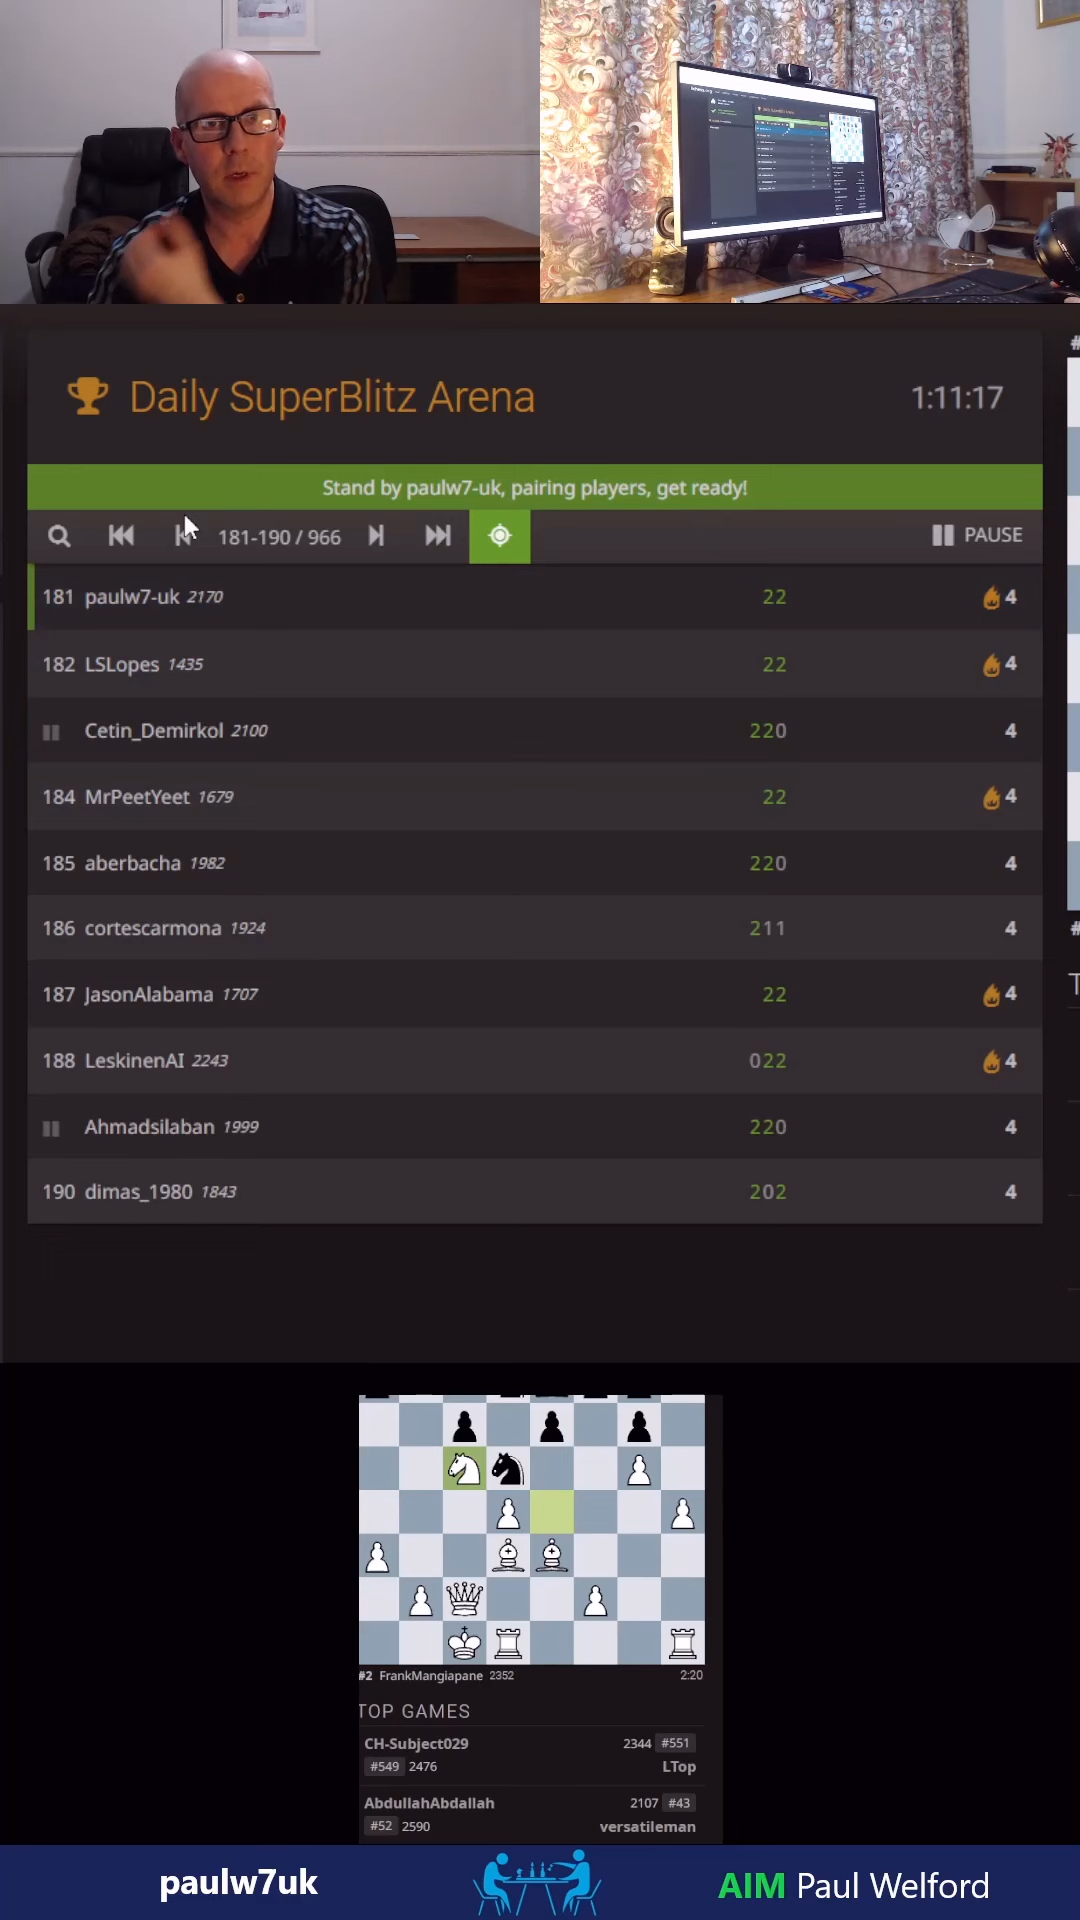 Daily SuperBlitz Arena 1:11:17
Stand by paulw7-uk, pairing players, get ready!
181-190 / 966 PAUSE
181 paulw7-uk 2170 22 4
182 LSLopes 1435 22 4
Cetin_Demirkol 2100 220 4
184 MrPeetYeet 1679 22 4
185 aberbacha 1982 220 4
186 cortescarmona 1924 211 4
187 JasonAlabama 1707 22 4
188 LeskinenAI 2243 022 4
Ahmadsilaban 1999 220 4
190 dimas_1980 1843 202 4
#2 FrankMangiapane 2352 2:20
TOP GAMES
CH-Subject029 2344 #551
#549 2476 LTop
AbdullahAbdallah 2107 #43
#52 2590 versatileman
paulw7uk AIM Paul Welford